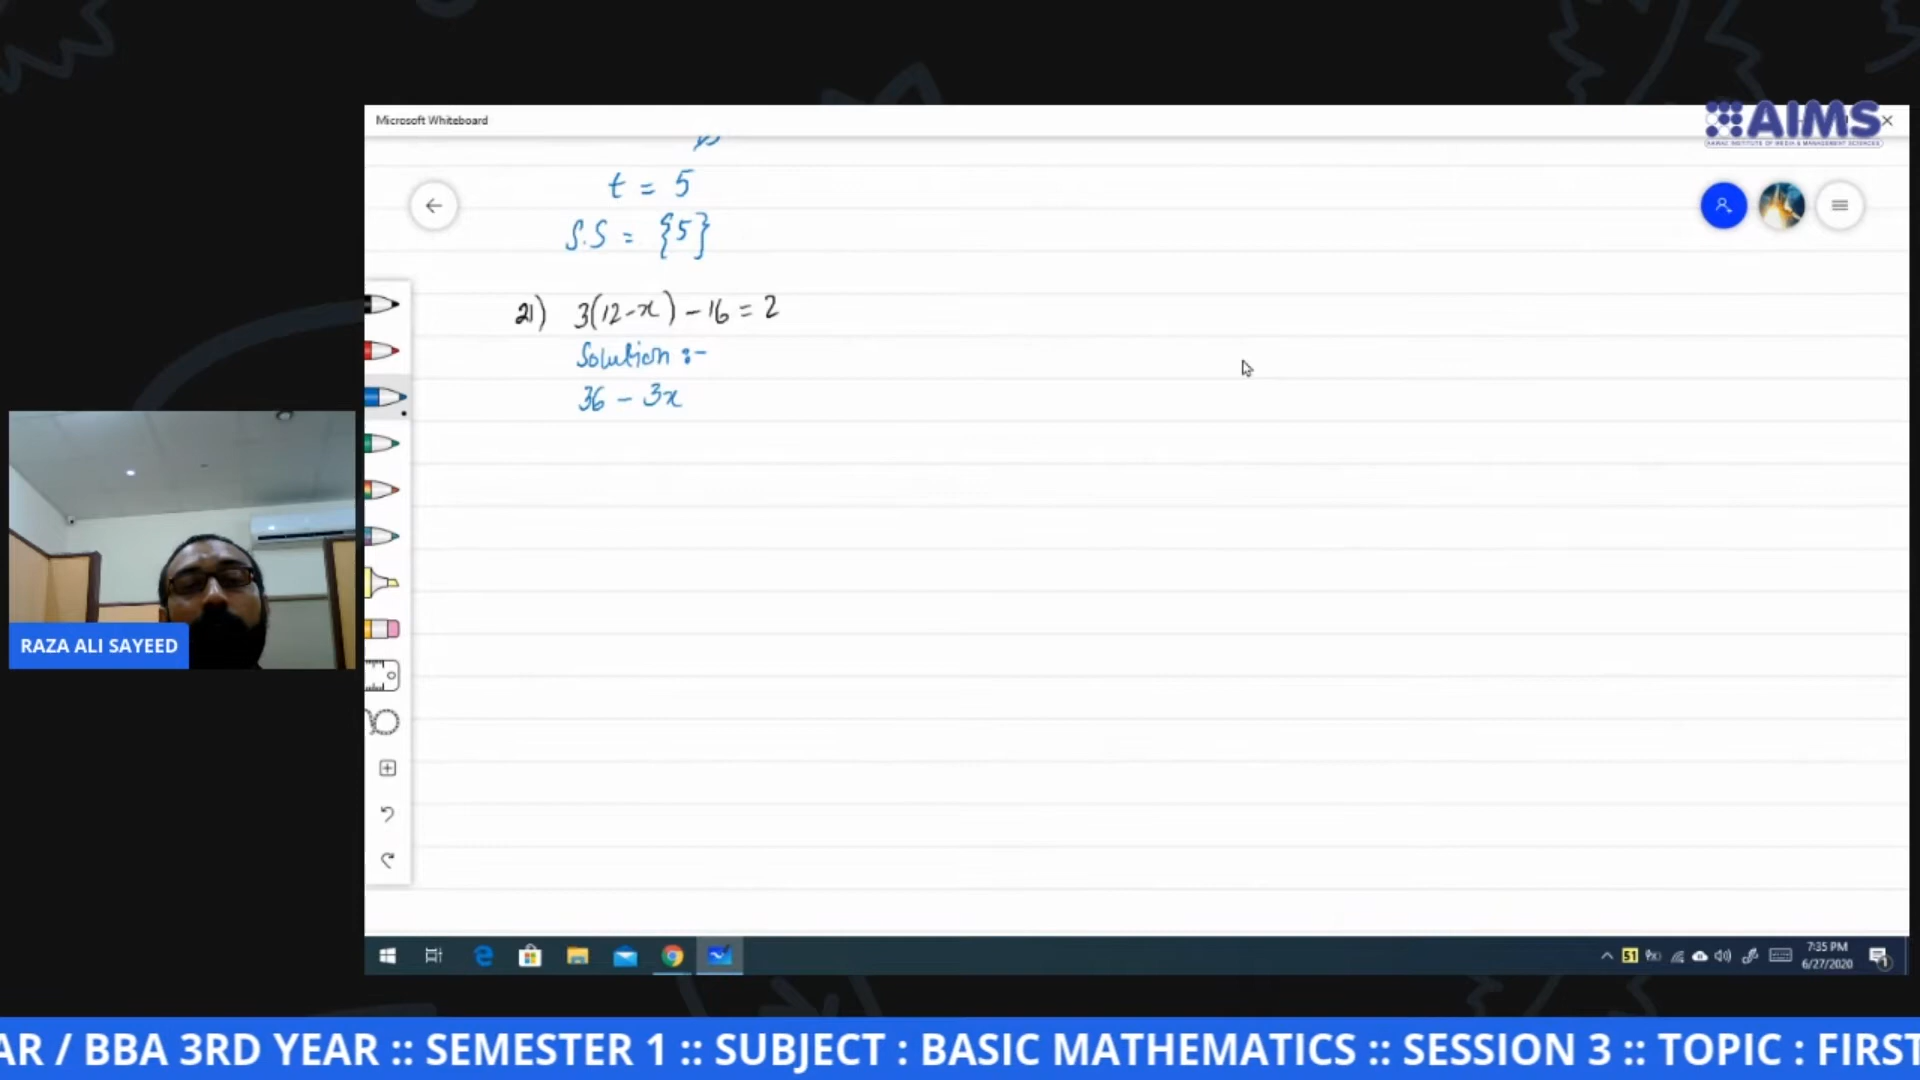 Microsoft Whiteboard
AIMS
t = 5
S.S = {5}
21) 3(12-x) - 16 = 2
Solution :-
36 - 3x
RAZA ALI SAYEED
51
7:35 PM
6/27/2020
AR / BBA 3RD YEAR :: SEMESTER 1 :: SUBJECT : BASIC MATHEMATICS :: SESSION 3 :: TOPIC : FIRST